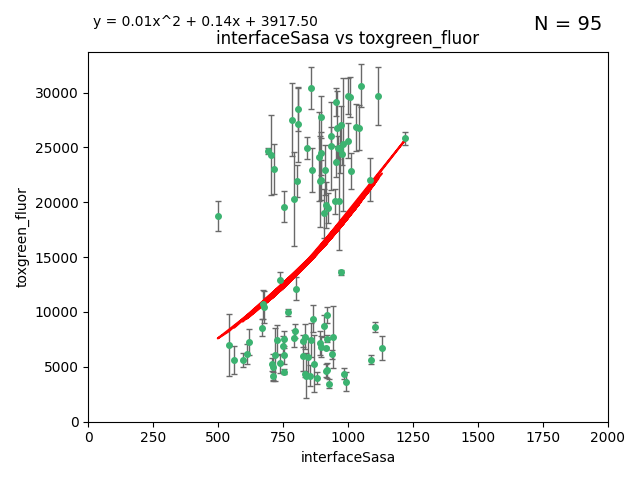 y = 0.01x^2 + 0.14x + 3917.50
N = 95
interfaceSasa vs toxgreen_fluor
toxgreen_fluor
30000
25000
20000
15000
10000
5000
0
0 250 500 750 1000 1250 1500 1750 2000
interfaceSasa